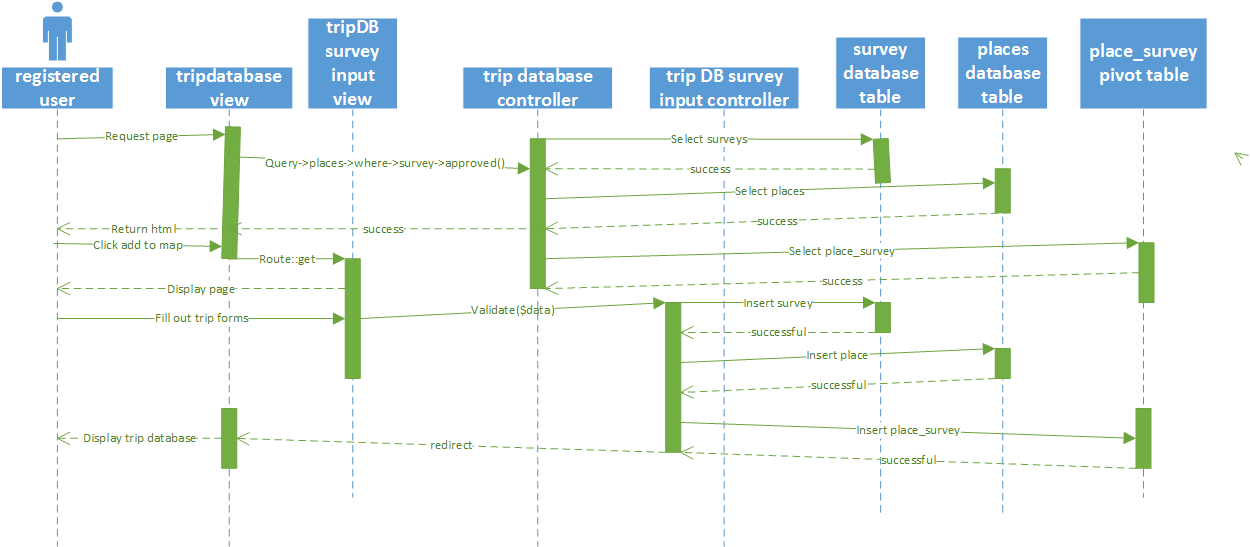 registered
user
tripdatabase
view
tripDB
survey
input
view
trip database
controller
trip DB survey
input controller
survey
database
table
places
database
table
place_survey
pivot table
Request page
Select surveys
Query->places->where->survey->approved()
success
Select places
success
Return html
success
Click add to map
Select place_survey
Route::get
success
Display page
Insert survey
Validate($data)
Fill out trip forms
successful
Insert place
successful
Insert place_survey
Display trip database
redirect
successful